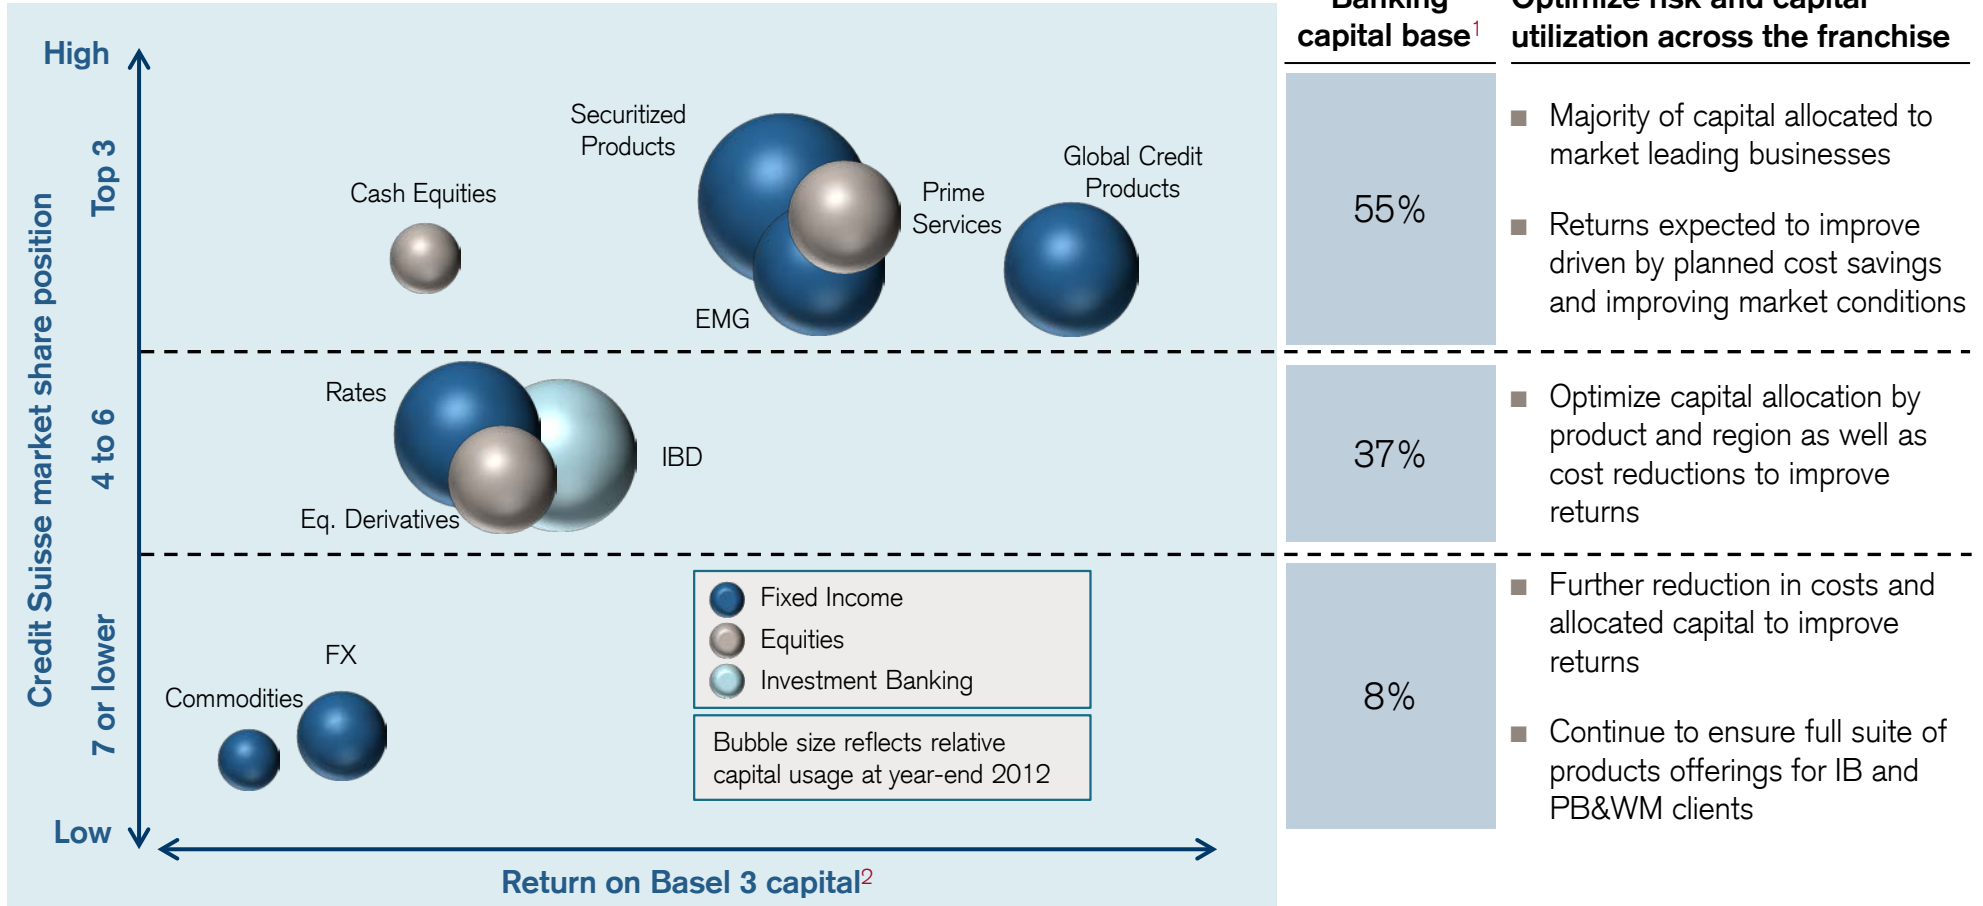 Banking
capital base1
Optimize risk and capital
utilization across the franchise
High
Top 3
4 to 6
7 or lower
Low
Credit Suisse market share position
Securitized
Products
Cash Equities
Prime
Services
Global Credit
Products
EMG
Rates
IBD
Eq. Derivatives
FX
Commodities
Fixed Income
Equities
Investment Banking
Bubble size reflects relative
capital usage at year-end 2012
Return on Basel 3 capital2
55%
■ Majority of capital allocated to
market leading businesses
■ Returns expected to improve
driven by planned cost savings
and improving market conditions
37%
■ Optimize capital allocation by
product and region as well as
cost reductions to improve
returns
8%
■ Further reduction in costs and
allocated capital to improve
returns
■ Continue to ensure full suite of
products offerings for IB and
PB&WM clients